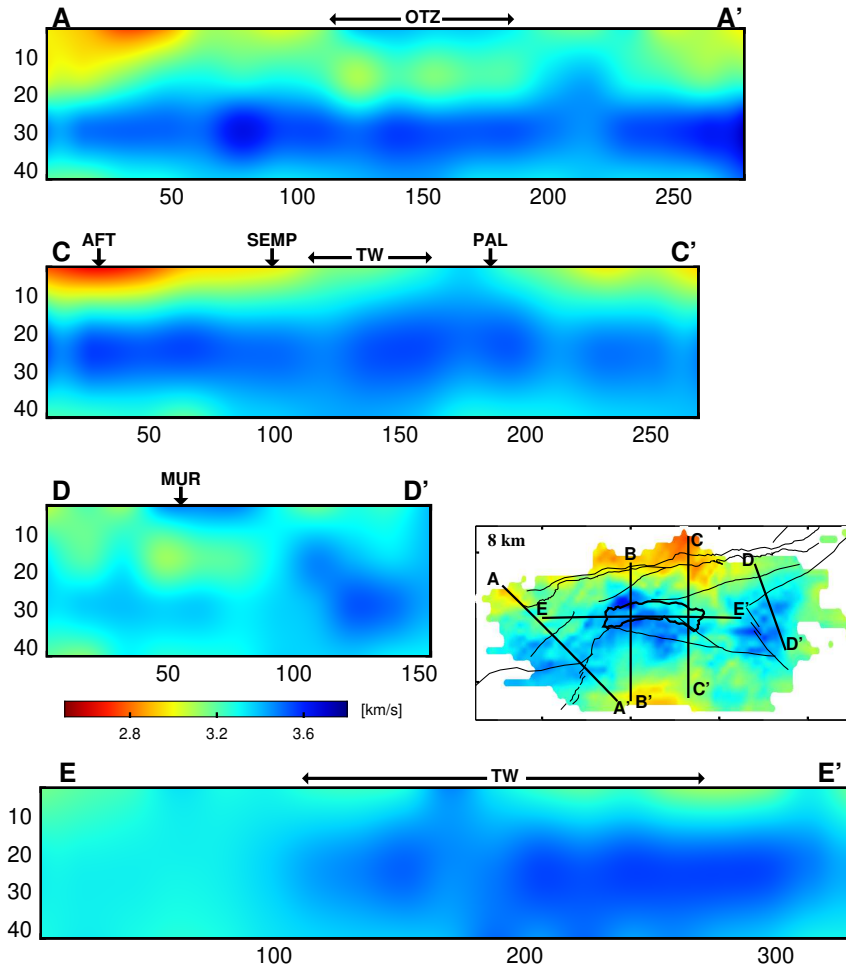 A OTZ A'
10
20
30
40
50 100 150 200 250
AFT SEMP PAL
C TW C'
10
20
30
40
50 100 150 200 250
MUR
D D'
10
20
30
40
50 100 150
2.8 3.2 3.6 [km/s]
8 km
B C
D
A
E E'
D'
C'
A' B'
E TW E'
10
20
30
40
100 200 300